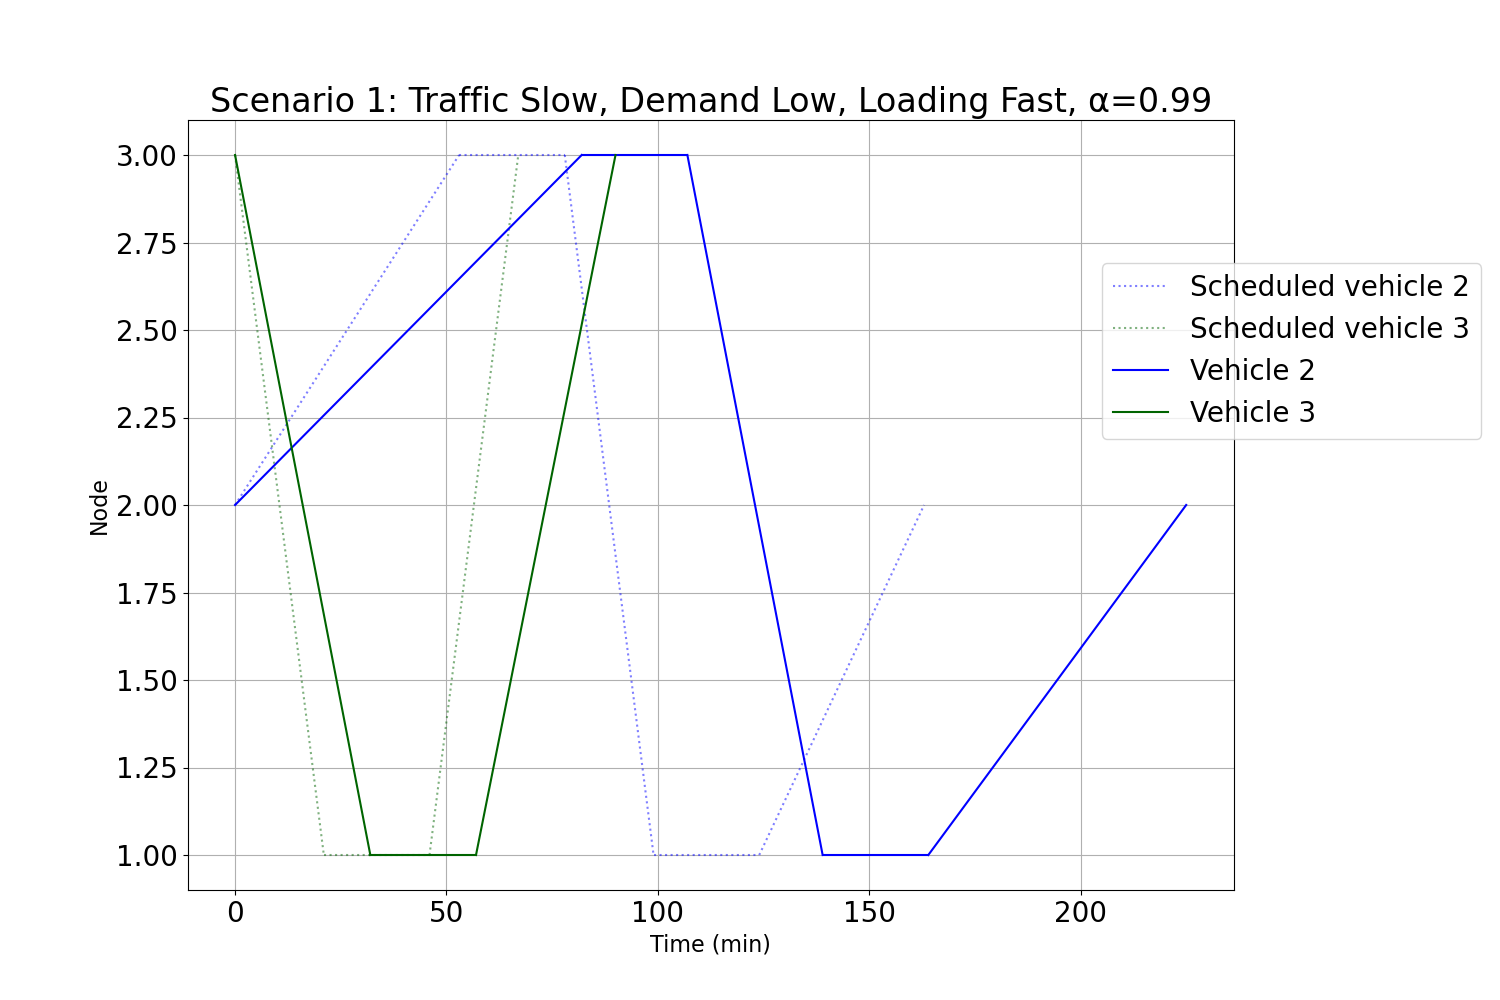 Scenario 1: Traffic Slow, Demand Low, Loading Fast, α=0.99
3.00
2.75
2.50
2.25
2.00
1.75
1.50
1.25
1.00
Node
0 50 100 150 200
Time (min)
Scheduled vehicle 2
Scheduled vehicle 3
Vehicle 2
Vehicle 3